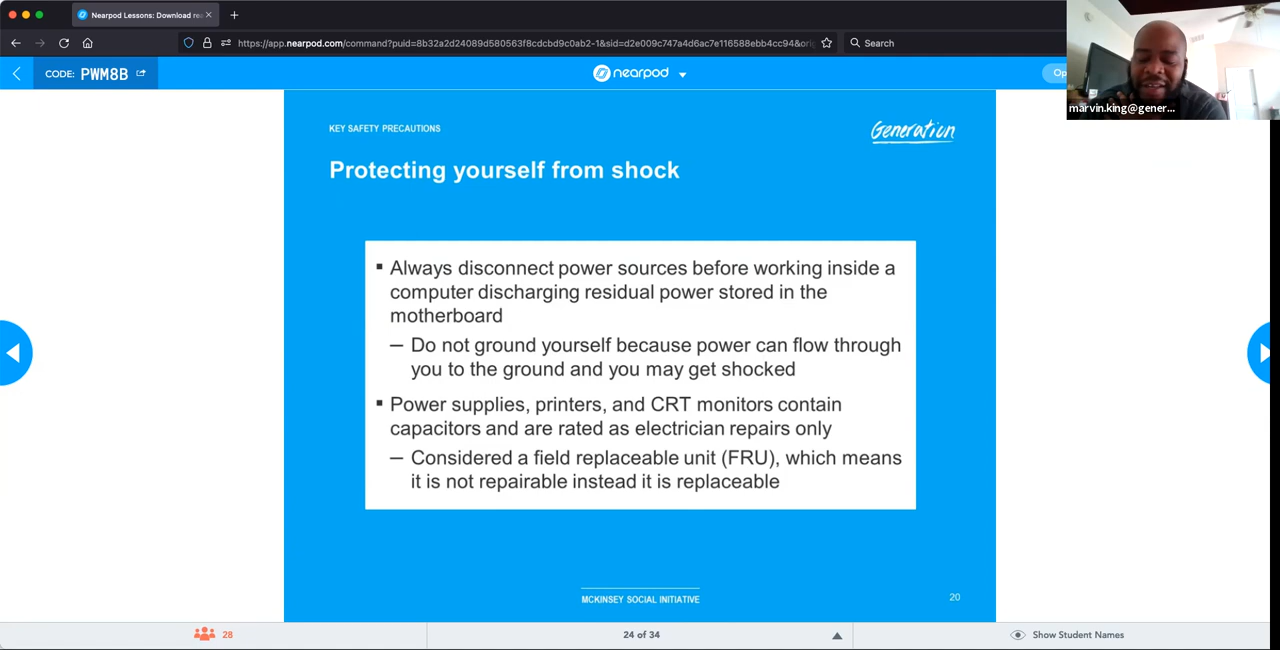 Nearpod Lessons: Download rea
https://app.nearpod.com/command?puid=8b32a2d24089d580563f8cdcbd9c0ab2-1&sid=d2e009c747a4d6ac7e116588ebb4cc94&ori
Search
CODE: PWM8B
nearpod
Op
marvin.king@gener...
KEY SAFETY PRECAUTIONS
Generation
Protecting yourself from shock
▪ Always disconnect power sources before working inside a
computer discharging residual power stored in the
motherboard
– Do not ground yourself because power can flow through
you to the ground and you may get shocked
▪ Power supplies, printers, and CRT monitors contain
capacitors and are rated as electrician repairs only
– Considered a field replaceable unit (FRU), which means
it is not repairable instead it is replaceable
MCKINSEY SOCIAL INITIATIVE
20
28
24 of 34
Show Student Names